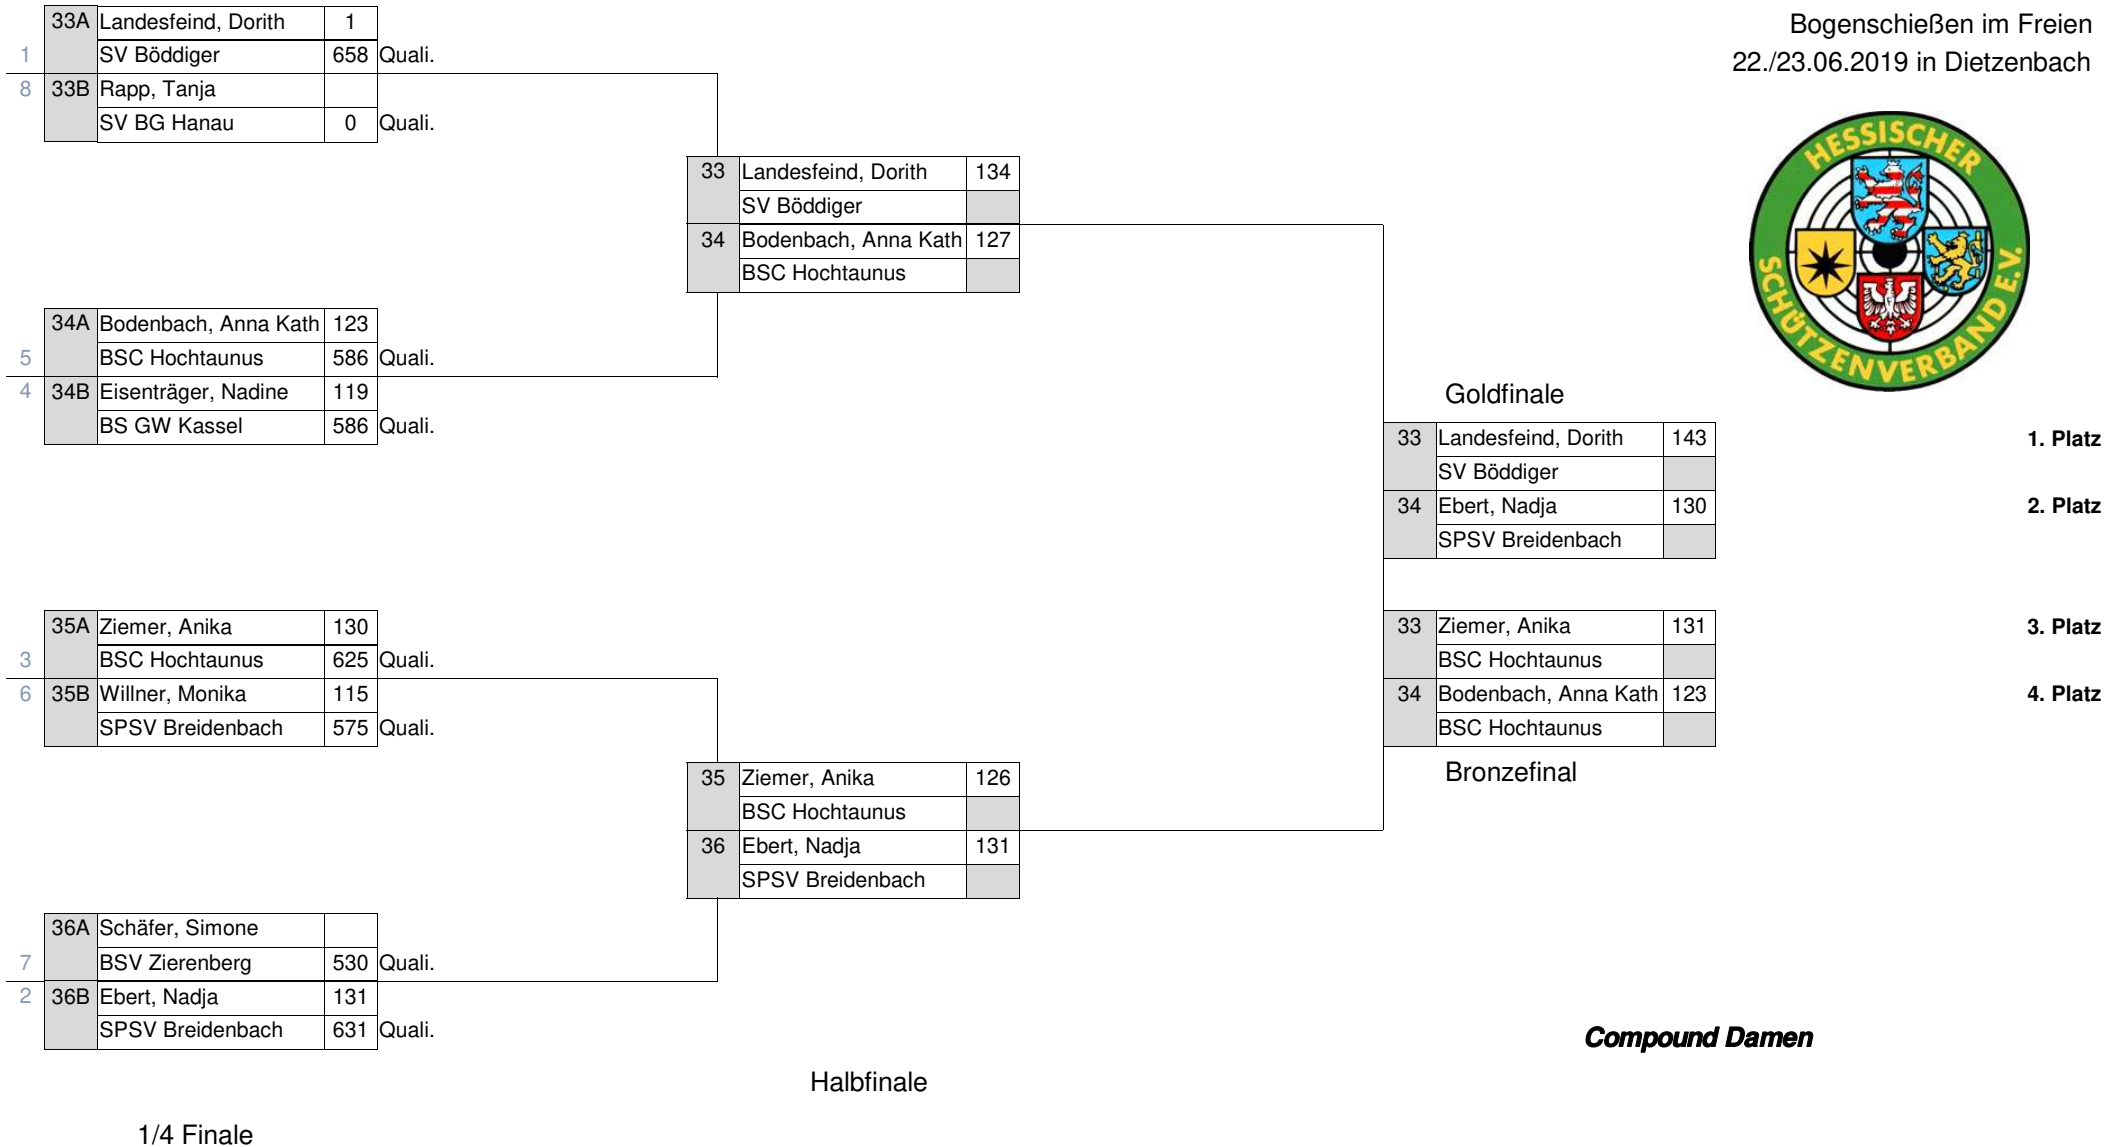 Bogenschießen im Freien
22./23.06.2019 in Dietzenbach
HESSISCHER
SCHÜTZENVERBAND E.V.
33A Landesfeind, Dorith 1
1 SV Böddiger 658 Quali.
8 33B Rapp, Tanja
SV BG Hanau 0 Quali.
33 Landesfeind, Dorith 134
SV Böddiger
34 Bodenbach, Anna Kath 127
BSC Hochtaunus
34A Bodenbach, Anna Kath 123
5 BSC Hochtaunus 586 Quali.
4 34B Eisenträger, Nadine 119
BS GW Kassel 586 Quali.
Goldfinale
33 Landesfeind, Dorith 143 1. Platz
SV Böddiger
34 Ebert, Nadja 130 2. Platz
SPSV Breidenbach
35A Ziemer, Anika 130
3 BSC Hochtaunus 625 Quali.
6 35B Willner, Monika 115
SPSV Breidenbach 575 Quali.
33 Ziemer, Anika 131 3. Platz
BSC Hochtaunus
34 Bodenbach, Anna Kath 123 4. Platz
BSC Hochtaunus
Bronzefinal
35 Ziemer, Anika 126
BSC Hochtaunus
36 Ebert, Nadja 131
SPSV Breidenbach
36A Schäfer, Simone
7 BSV Zierenberg 530 Quali.
2 36B Ebert, Nadja 131
SPSV Breidenbach 631 Quali.
Compound Damen
Halbfinale
1/4 Finale